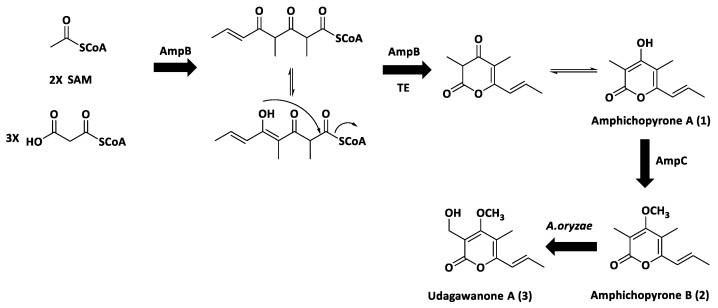 O
SCoA
2X SAM
3X
O O
HO SCoA
AmpB
O O O
SCoA
OH O O
SCoA
AmpB
TE
O
O O
OH
O O
Amphichopyrone A (1)
AmpC
OCH3
O O
Amphichopyrone B (2)
A.oryzae
OH OCH3
O O
Udagawanone A (3)